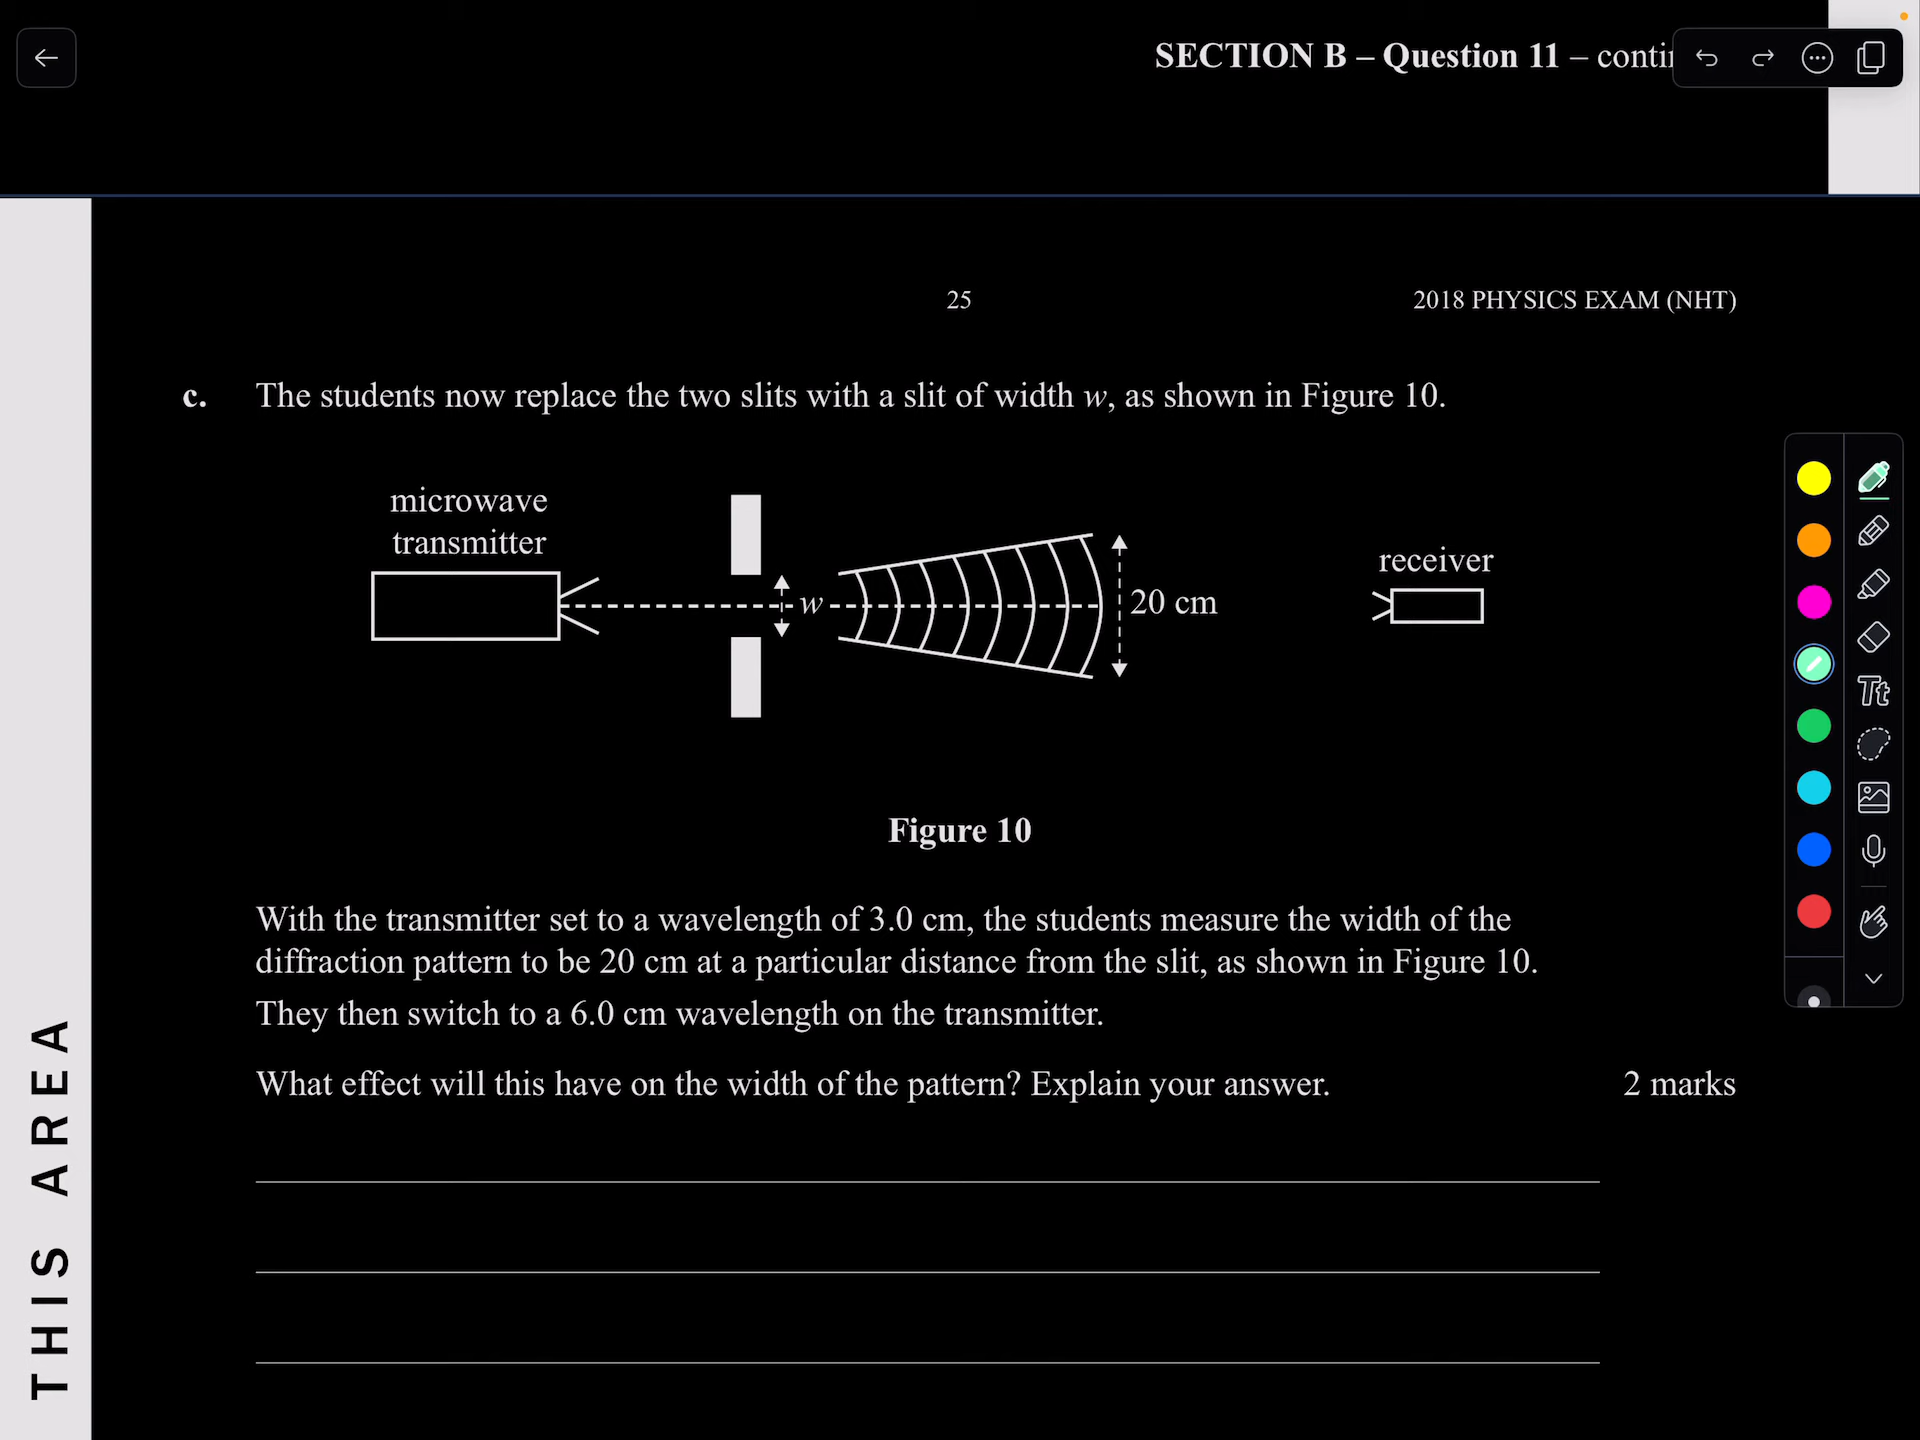 SECTION B – Question 11 – contin
25
2018 PHYSICS EXAM (NHT)
c. The students now replace the two slits with a slit of width w, as shown in Figure 10.
microwave
transmitter
w
20 cm
receiver
Figure 10
With the transmitter set to a wavelength of 3.0 cm, the students measure the width of the
diffraction pattern to be 20 cm at a particular distance from the slit, as shown in Figure 10.
They then switch to a 6.0 cm wavelength on the transmitter.
What effect will this have on the width of the pattern? Explain your answer.
2 marks
THIS AREA
Tt